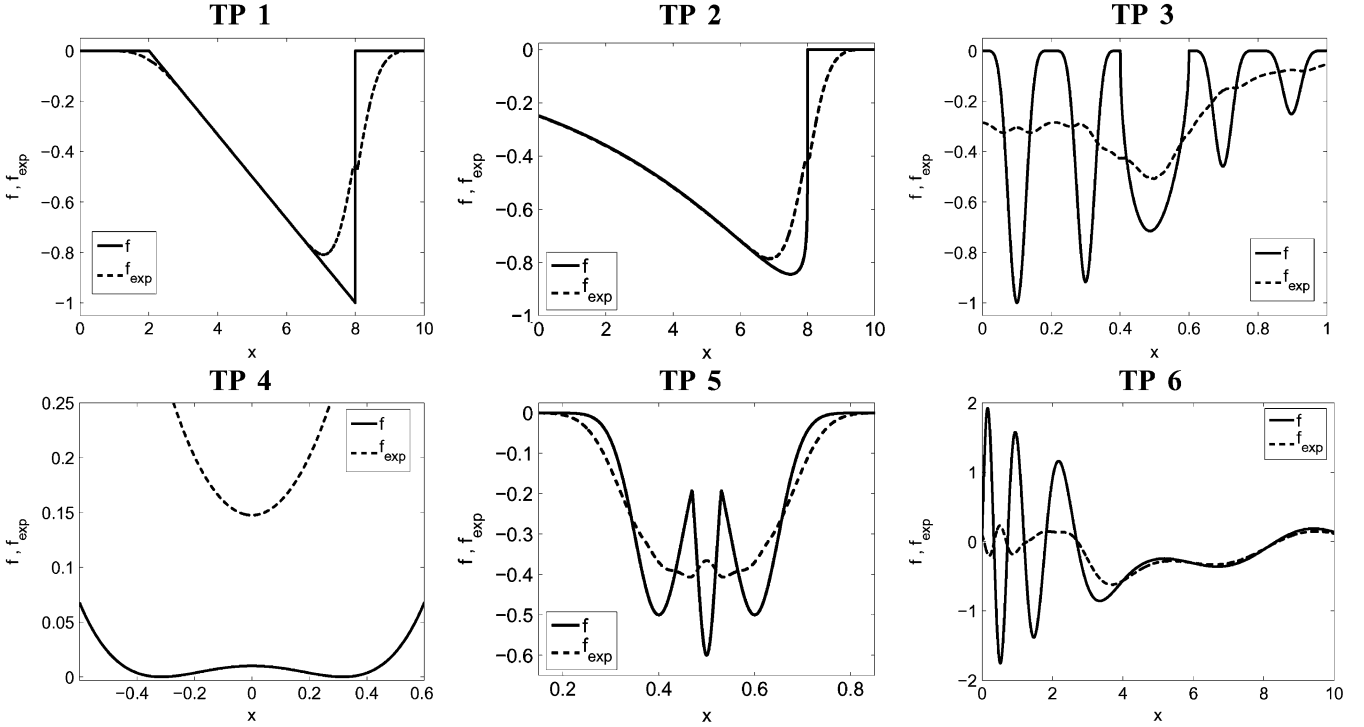 TP 1
0
−0.2
−0.4
−0.6
−0.8
−1
f , f_exp
f
f_exp
0 2 4 6 8 10
x
TP 2
0
−0.2
−0.4
−0.6
−0.8
−1
f , f_exp
f
f_exp
0 2 4 6 8 10
x
TP 3
0
−0.2
−0.4
−0.6
−0.8
−1
f , f_exp
f
f_exp
0 0.2 0.4 0.6 0.8 1
x
TP 4
0.25
0.2
0.15
0.1
0.05
0
f , f_exp
f
f_exp
−0.4 −0.2 0 0.2 0.4 0.6
x
TP 5
0
−0.1
−0.2
−0.3
−0.4
−0.5
−0.6
f , f_exp
f
f_exp
0.2 0.4 0.6 0.8
x
TP 6
2
1
0
−1
−2
f , f_exp
f
f_exp
0 2 4 6 8 10
x